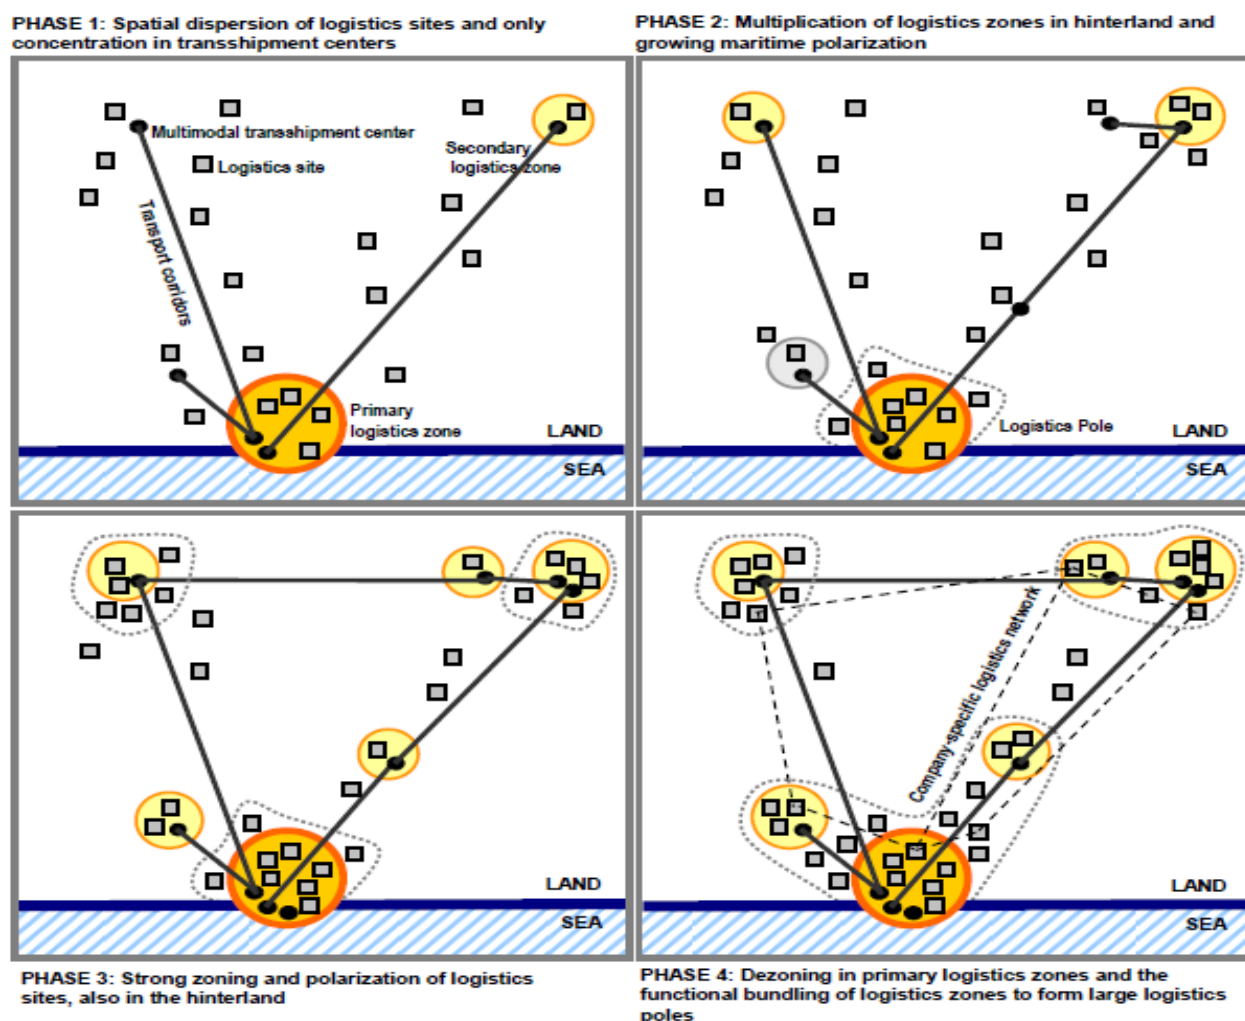 PHASE 1: Spatial dispersion of logistics sites and only
concentration in transshipment centers
Multimodal transshipment center
Logistics site
Secondary
logistics zone
Transport corridors
Primary
logistics zone
LAND
SEA
PHASE 2: Multiplication of logistics zones in hinterland and
growing maritime polarization
Logistics Pole
LAND
SEA
LAND
SEA
PHASE 3: Strong zoning and polarization of logistics
sites, also in the hinterland
Company-specific logistics network
LAND
SEA
PHASE 4: Dezoning in primary logistics zones and the
functional bundling of logistics zones to form large logistics
poles